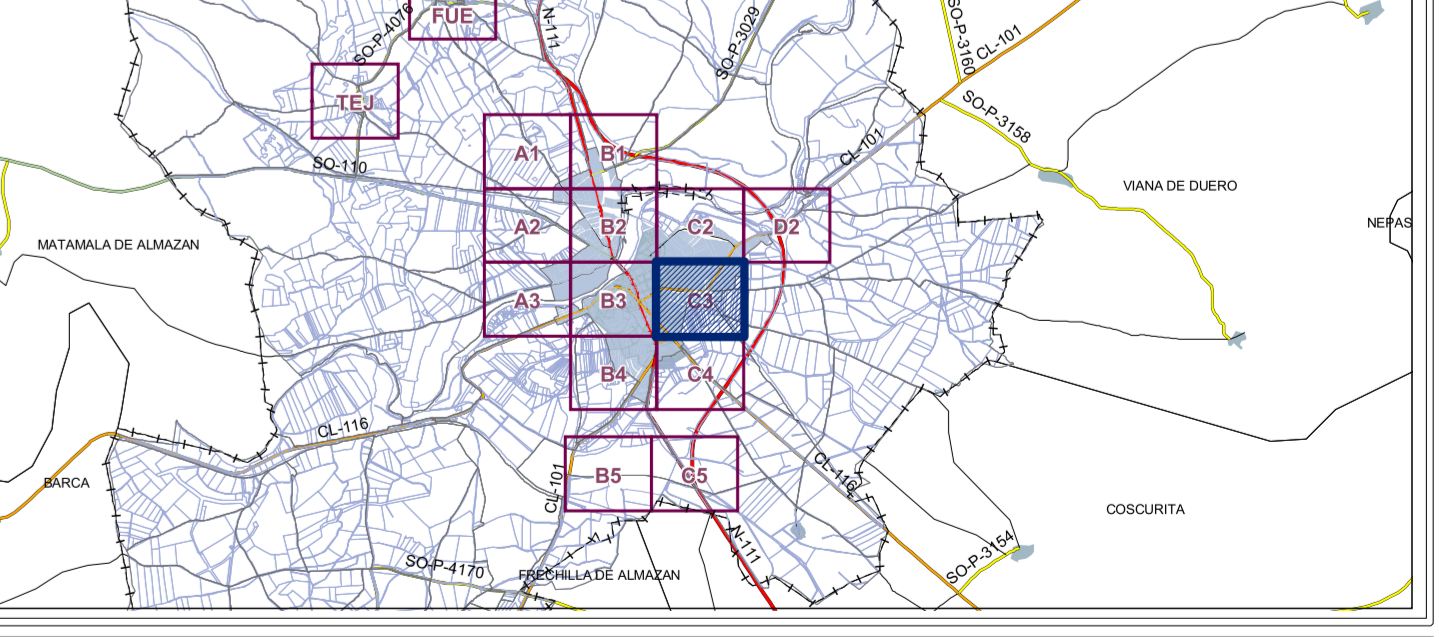 FUE
SO-P-4076
N-111
SO-P-3029
SO-P-3160
CL-101
TEJ
SO-P-3158
A1
B1
CL-101
SO-110
VIANA DE DUERO
NEPAS
MATAMALA DE ALMAZAN
A2
B2
C2
D2
A3
B3
C3
B4
C4
CL-116
BARCA
CL-101
B5
C5
CL-116
COSCURITA
N-111
SO-P-3154
SO-P-4170
FRECHILLA DE ALMAZAN